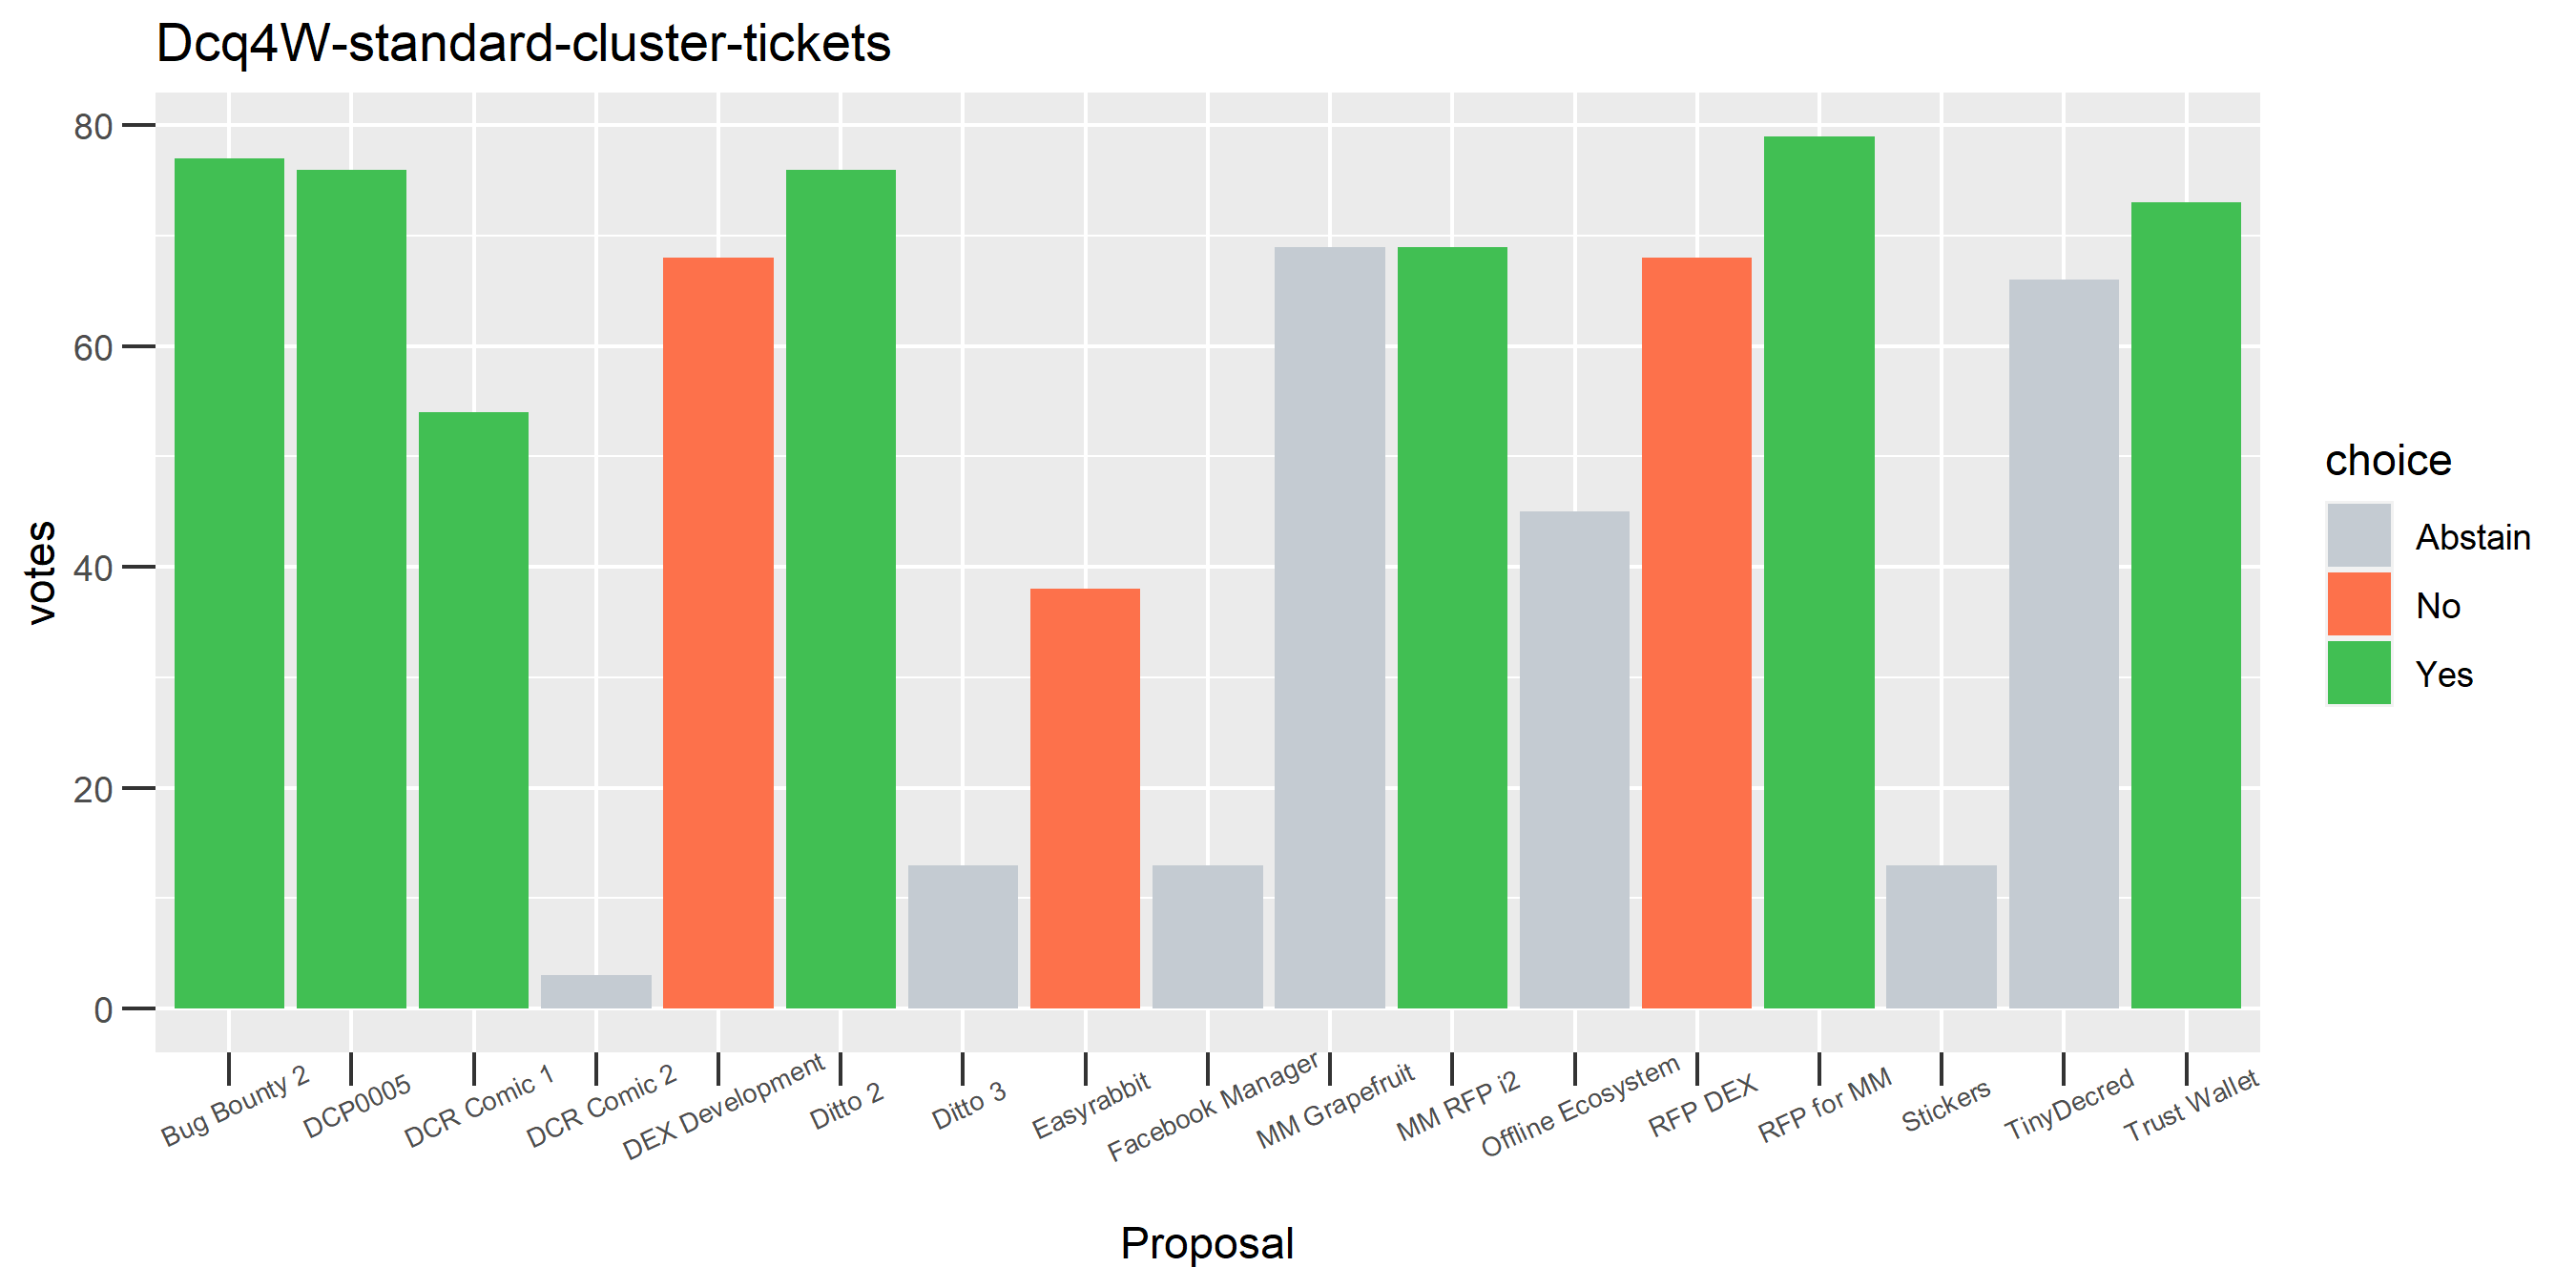 Dcq4W-standard-cluster-tickets
votes
80
60
40
20
0
Bug Bounty 2
DCP0005
DCR Comic 1
DCR Comic 2
DEX Development
Ditto 2
Ditto 3
Easyrabbit
Facebook Manager
MM Grapefruit
MM RFP i2
Offline Ecosystem
RFP DEX
RFP for MM
Stickers
TinyDecred
Trust Wallet
Proposal
choice
Abstain
No
Yes